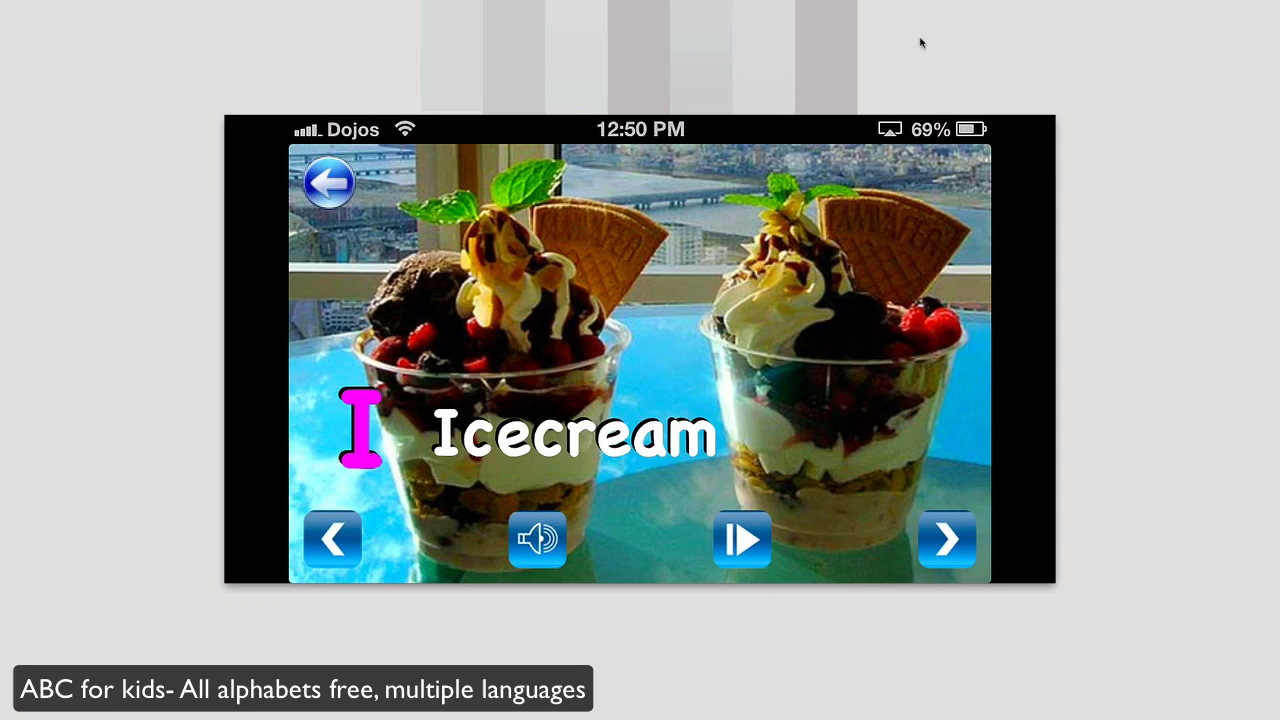 Dojos 12:50 PM 69%
I Icecream
ABC for kids- All alphabets free, multiple languages